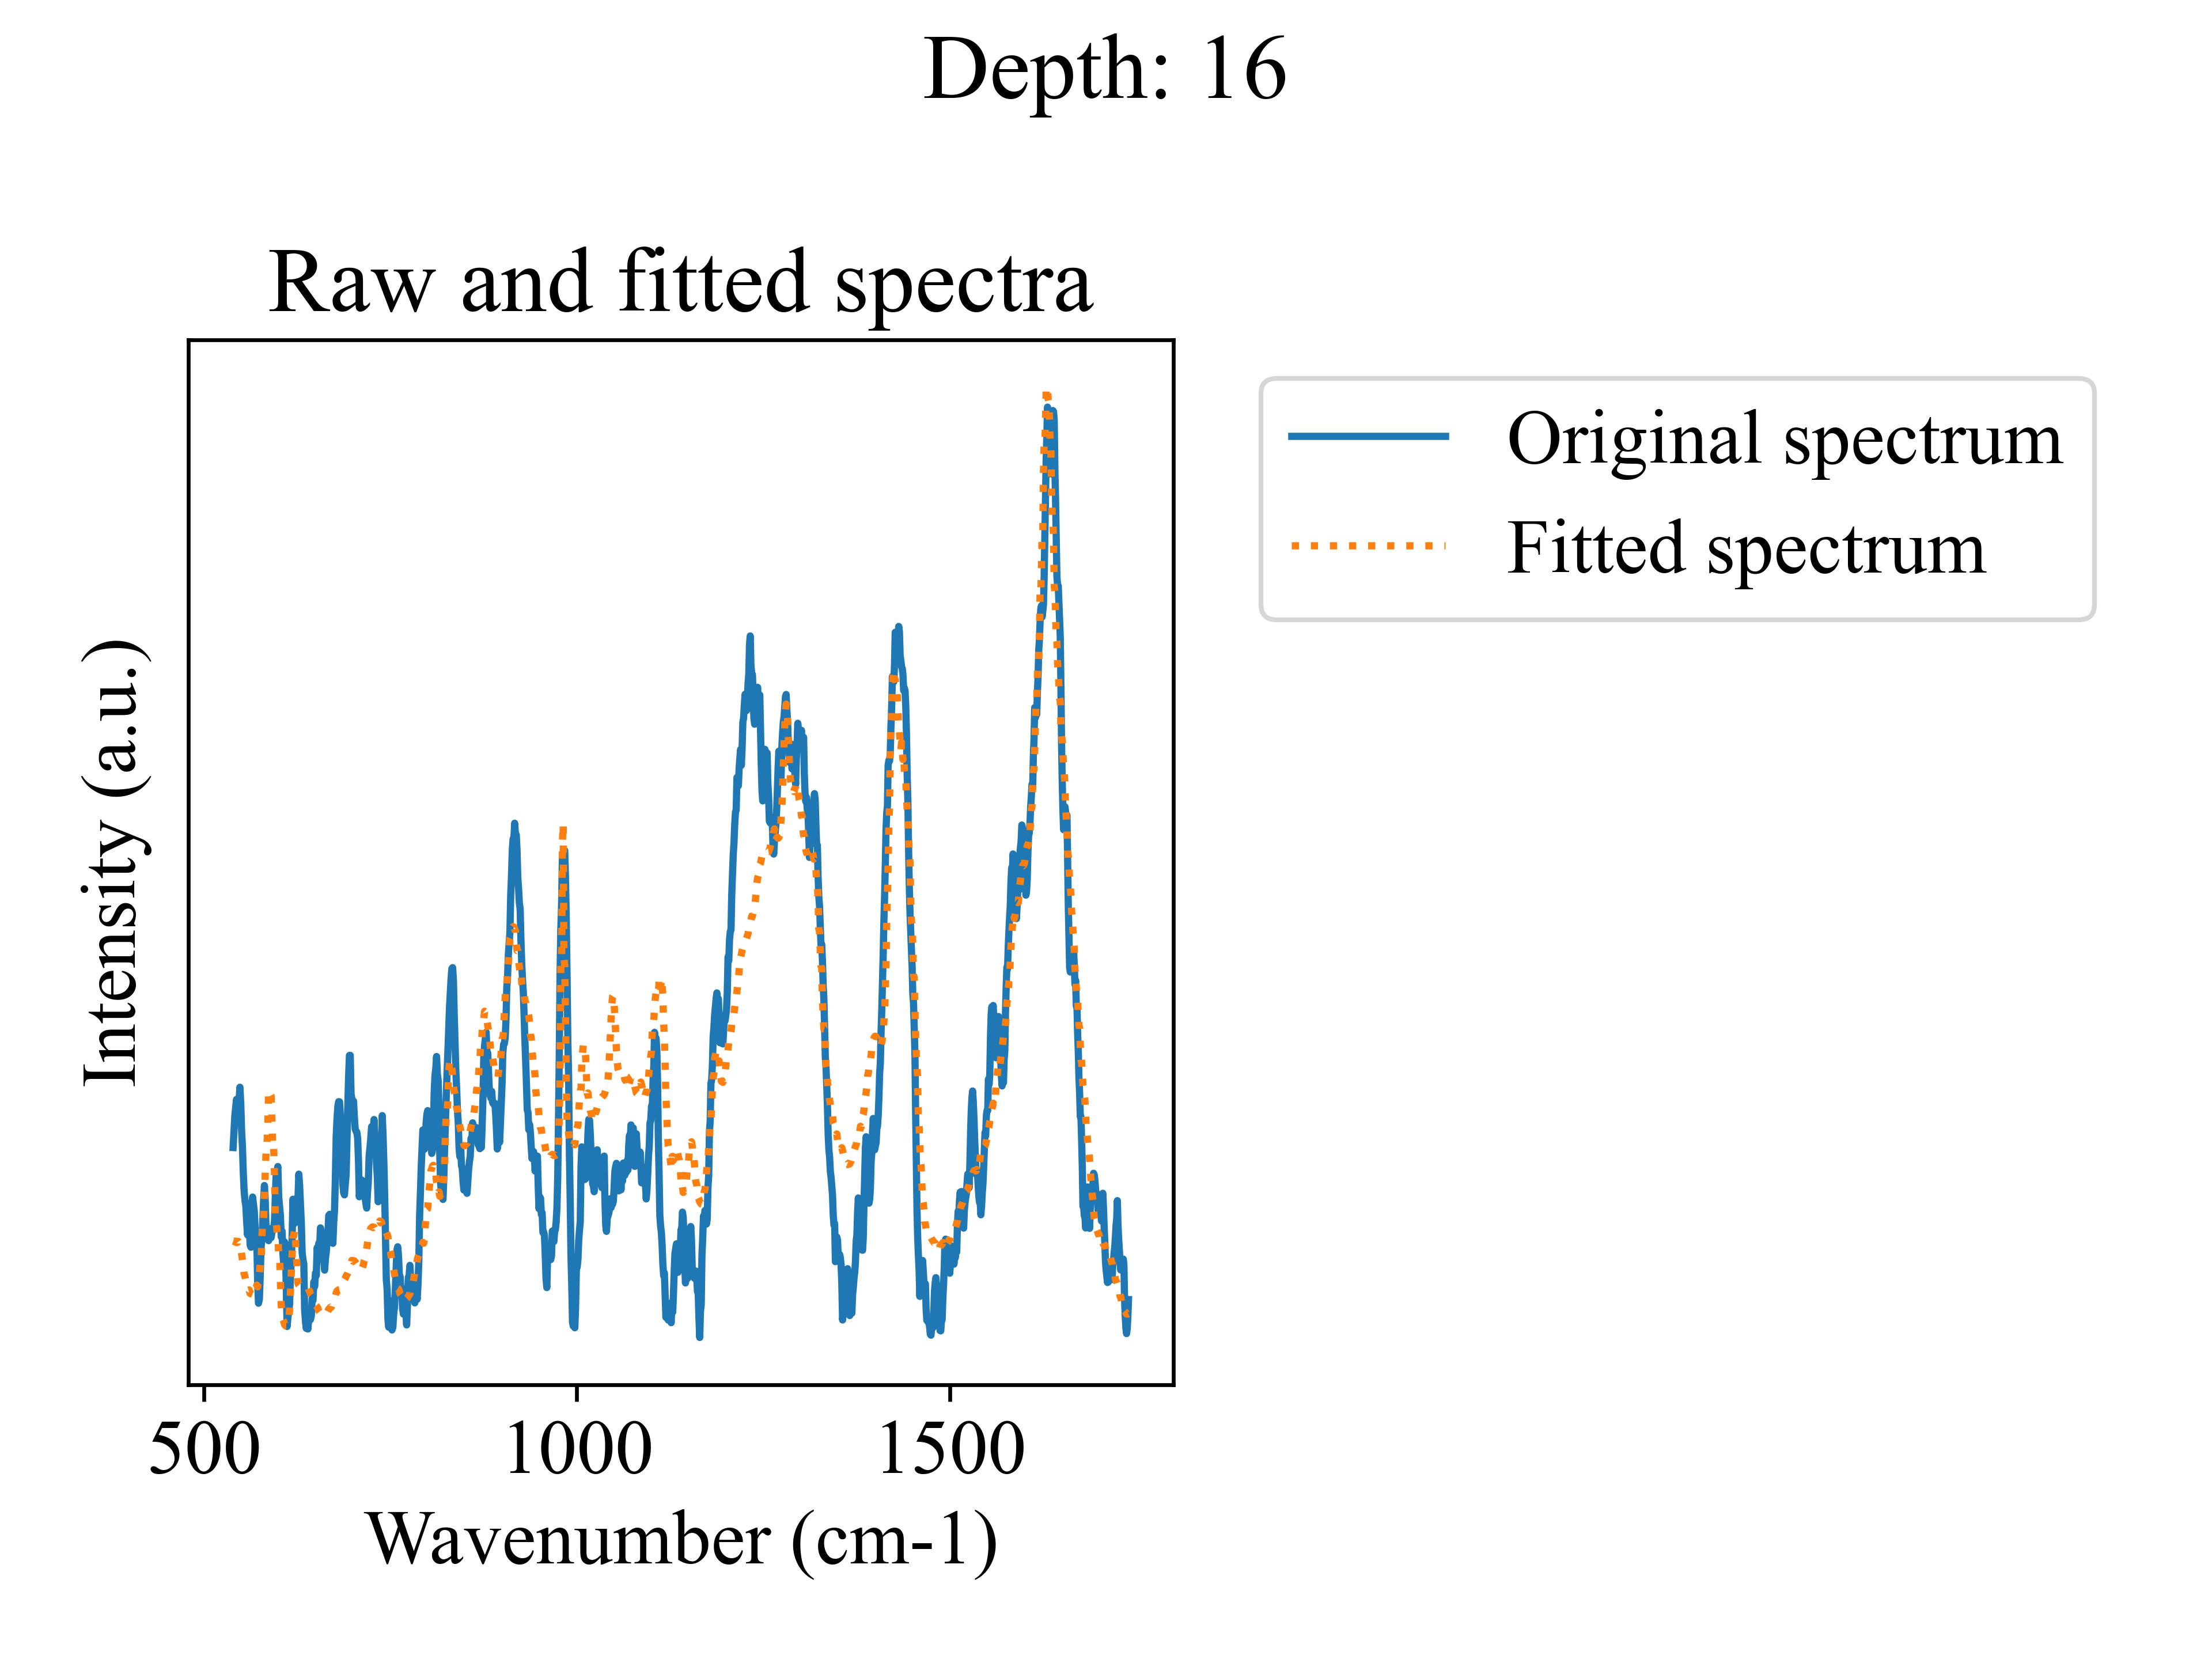 Depth: 16
Raw and fitted spectra
Original spectrum
Fitted spectrum
Intensity (a.u.)
500 1000 1500
Wavenumber (cm-1)